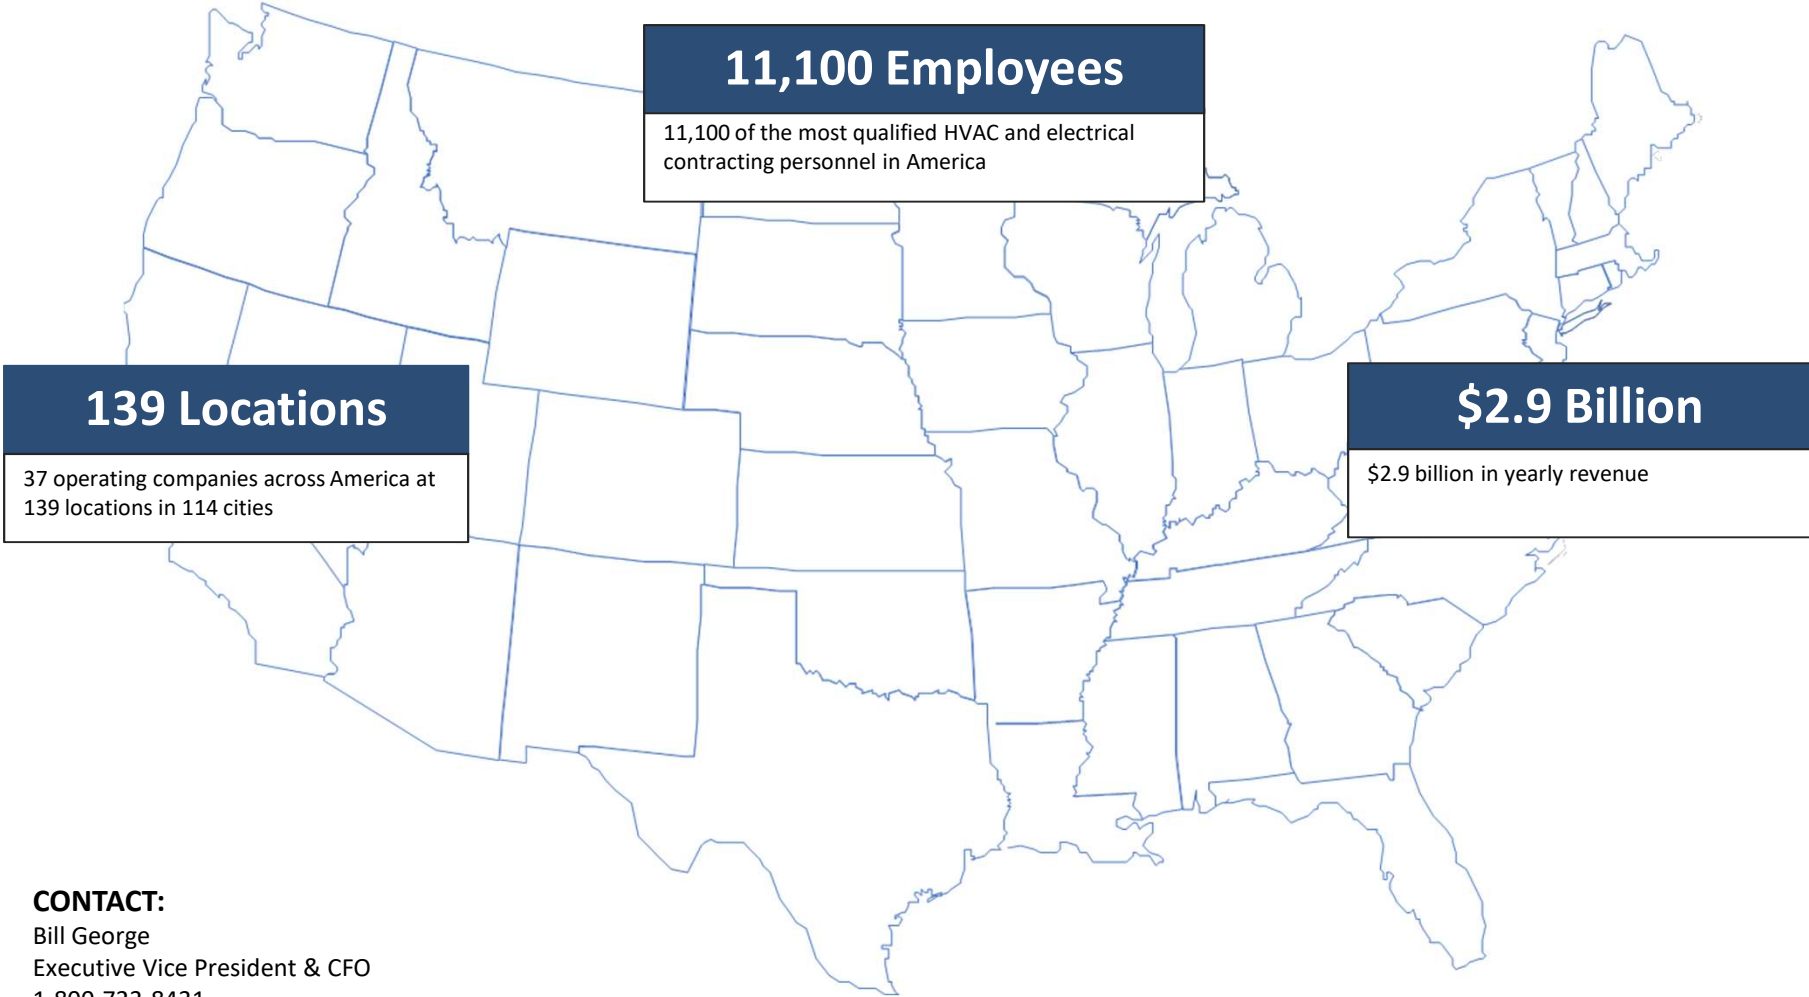 11,100 Employees
11,100 of the most qualified HVAC and electrical
contracting personnel in America
139 Locations
37 operating companies across America at
139 locations in 114 cities
$2.9 Billion
$2.9 billion in yearly revenue
CONTACT:
Bill George
Executive Vice President & CFO